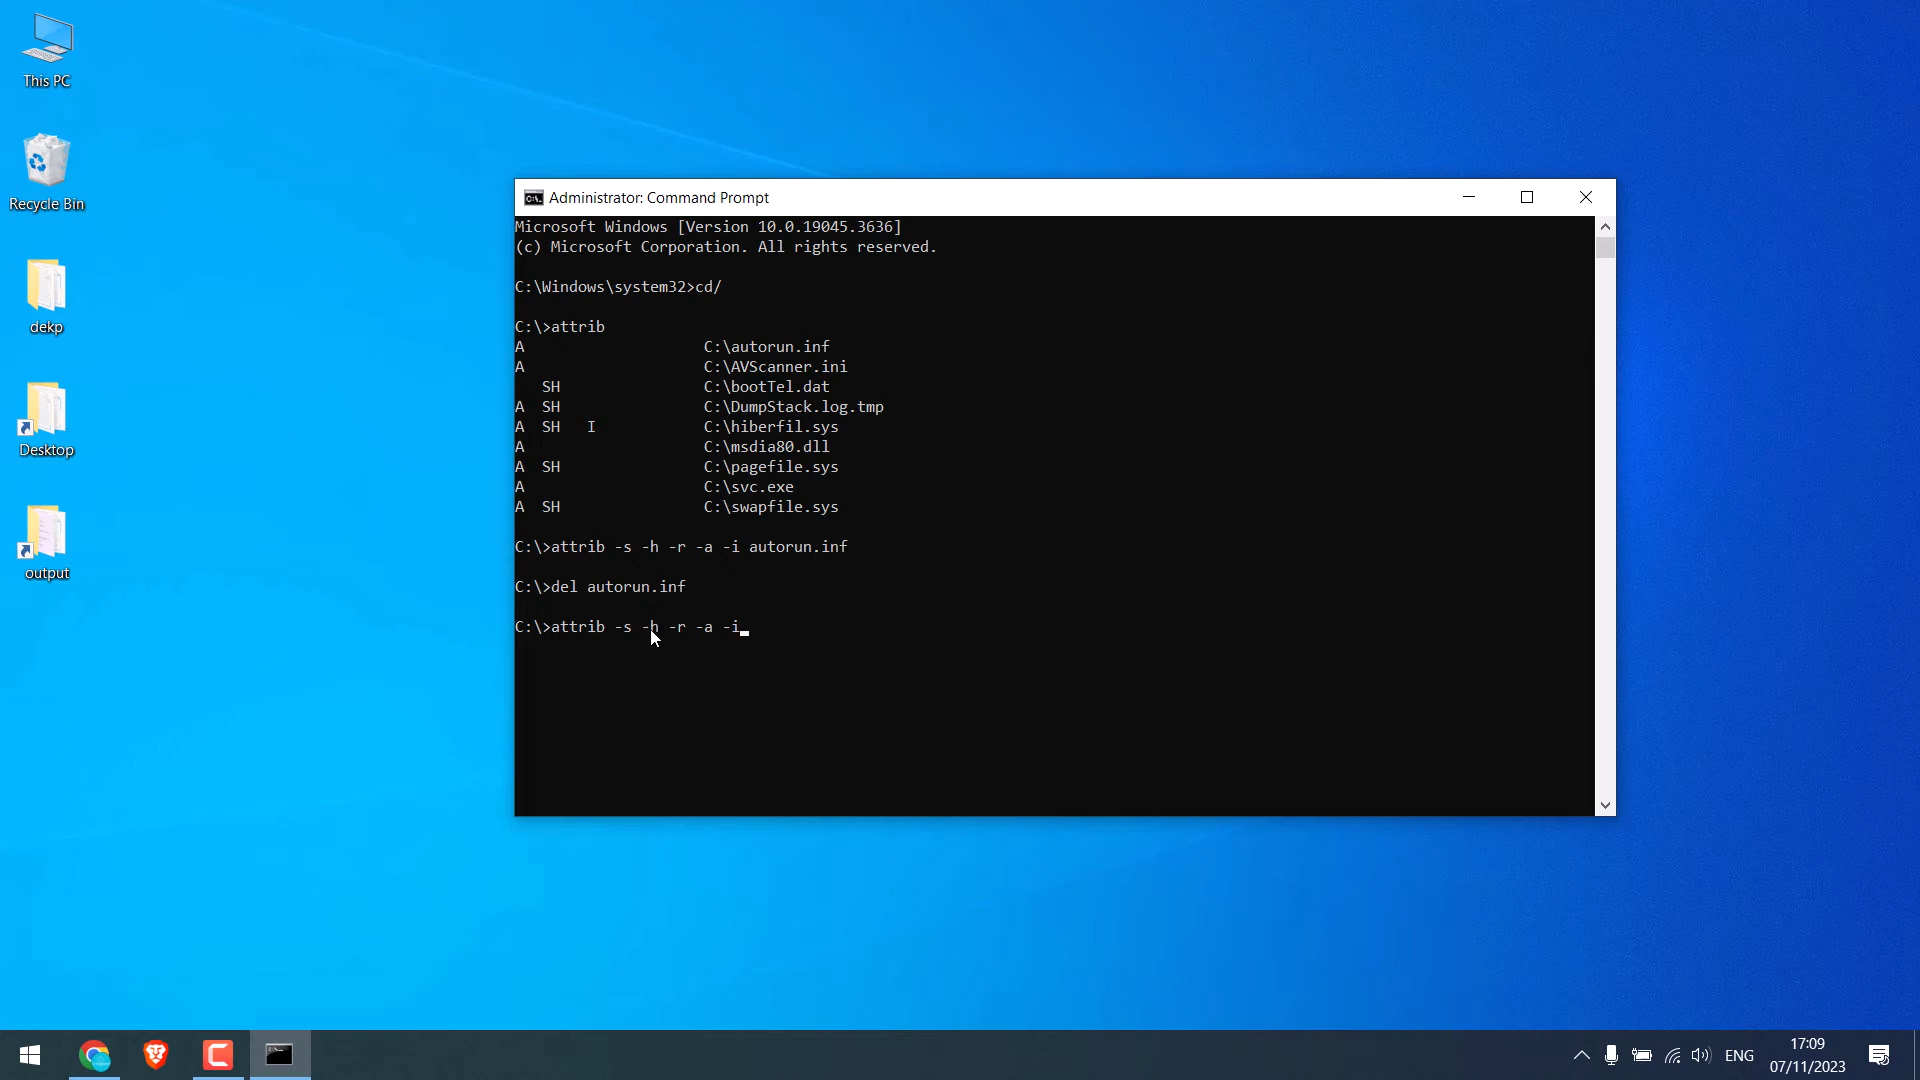 This PC
Recycle Bin
dekp
Desktop
output
Administrator: Command Prompt
Microsoft Windows [Version 10.0.19045.3636]
(c) Microsoft Corporation. All rights reserved.
C:\Windows\system32>cd/
C:\>attrib
A                    C:\autorun.inf
A                    C:\AVScanner.ini
   SH                C:\bootTel.dat
A  SH                C:\DumpStack.log.tmp
A  SH   I            C:\hiberfil.sys
A                    C:\msdia80.dll
A  SH                C:\pagefile.sys
A                    C:\svc.exe
A  SH                C:\swapfile.sys
C:\>attrib -s -h -r -a -i autorun.inf
C:\>del autorun.inf
C:\>attrib -s -h -r -a -i
ENG
17:09
07/11/2023